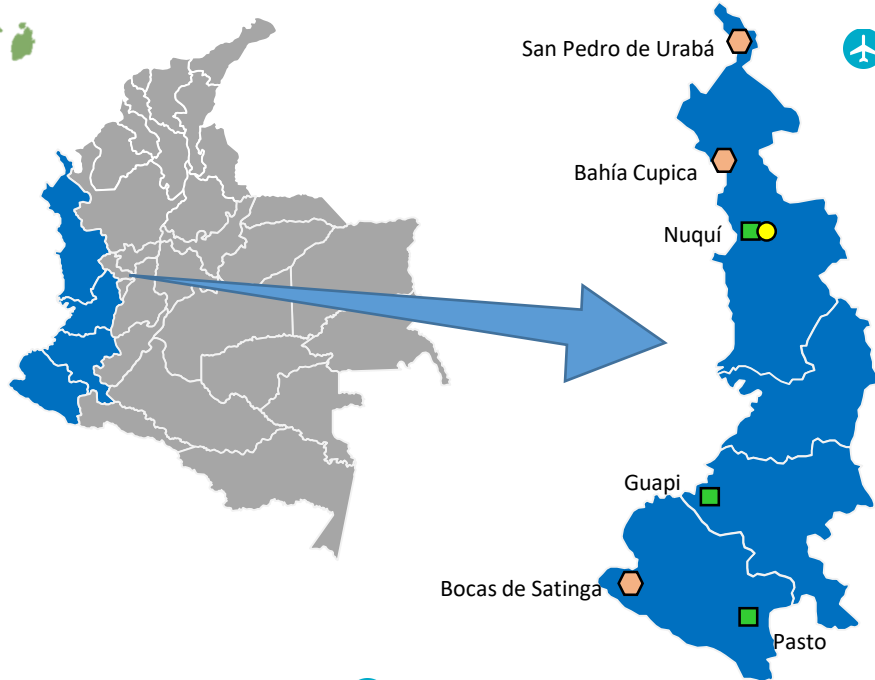 San Pedro de Urabá
Bahía Cupica
Nuquí
Guapi
Bocas de Satinga
Pasto